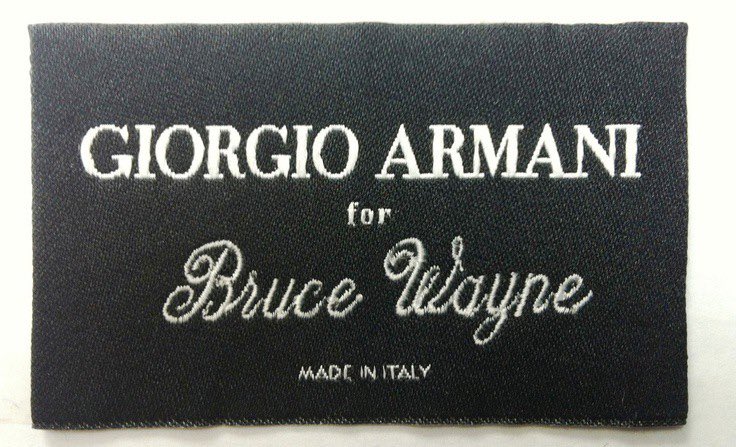 GIORGIO ARMANI
for
Bruce Wayne
MADE IN ITALY